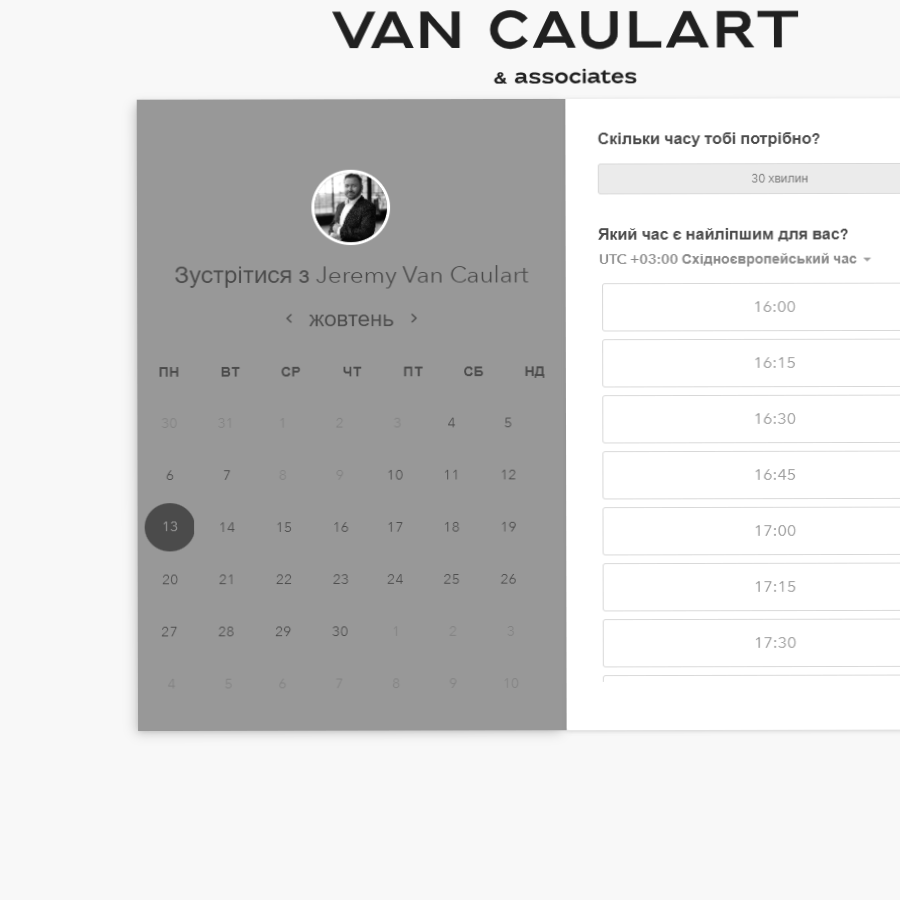 VAN CAULART
& associates
Зустрітися з Jeremy Van Caulart
жовтень
ПН ВТ СР ЧТ ПТ СБ НД
30 31 1 2 3 4 5
6 7 8 9 10 11 12
13 14 15 16 17 18 19
20 21 22 23 24 25 26
27 28 29 30 1 2 3
4 5 6 7 8 9 10
Скільки часу тобі потрібно?
30 хвилин
Який час є найліпшим для вас?
UTC +03:00 Східноєвропейський час
16:00
16:15
16:30
16:45
17:00
17:15
17:30